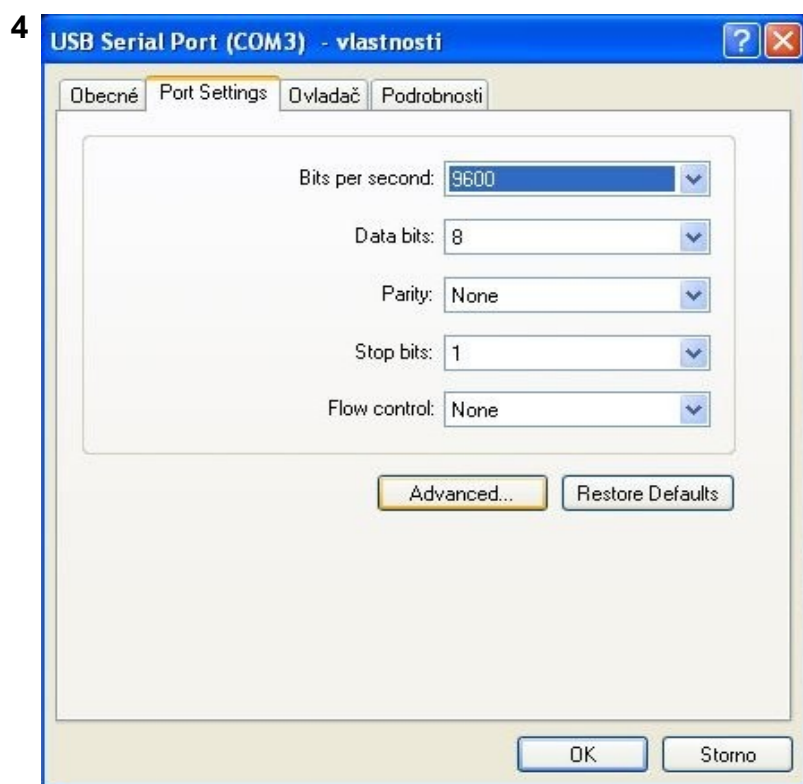 4
USB Serial Port (COM3) - vlastnosti
Obecné Port Settings Ovladač Podrobnosti
Bits per second: 9600
Data bits: 8
Parity: None
Stop bits: 1
Flow control: None
Advanced... Restore Defaults
OK Storno